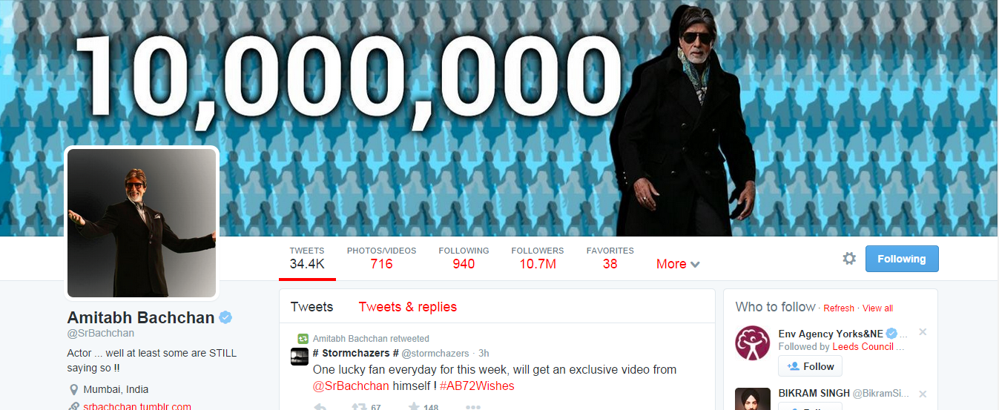 10,000,000
TWEETS
34.4K
PHOTOS/VIDEOS
716
FOLLOWING
940
FOLLOWERS
10.7M
FAVORITES
38
More
Following
Amitabh Bachchan
@SrBachchan
Actor ... well at least some are STILL
saying so !!
Mumbai, India
srbachchan.tumblr.com
Tweets
Tweets & replies
Amitabh Bachchan retweeted
# Stormchazers # @stormchazers · 3h
One lucky fan everyday for this week, will get an exclusive video from
@SrBachchan himself ! #AB72Wishes
67
148
Who to follow · Refresh · View all
Env Agency Yorks&NE ...
Followed by Leeds Council ...
Follow
BIKRAM SINGH @BikramSi...
Follow